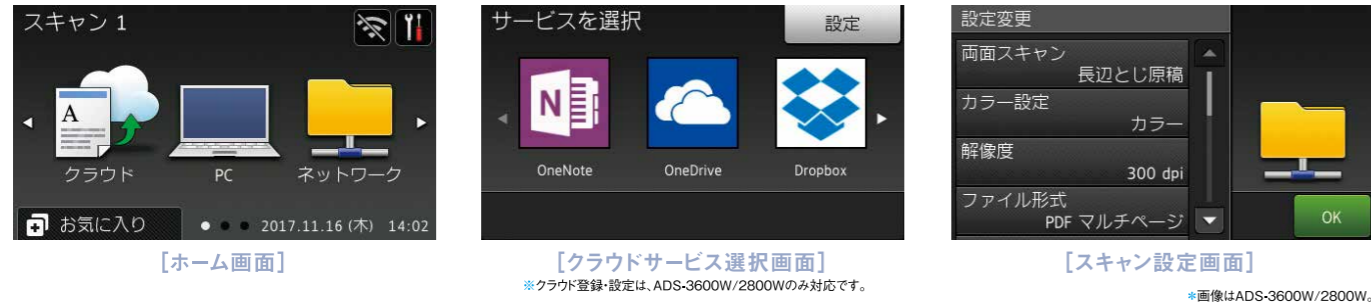 スキャン 1
A
クラウド
PC
ネットワーク
お気に入り
2017.11.16 (木) 14:02
[ホーム画面]
サービスを選択
設定
N
OneNote
OneDrive
Dropbox
[クラウドサービス選択画面]
※クラウド登録・設定は、ADS-3600W/2800Wのみ対応です。
設定変更
両面スキャン
長辺とじ原稿
カラー設定
カラー
解像度
300 dpi
ファイル形式
PDF マルチページ
OK
[スキャン設定画面]
*画像はADS-3600W/2800W。